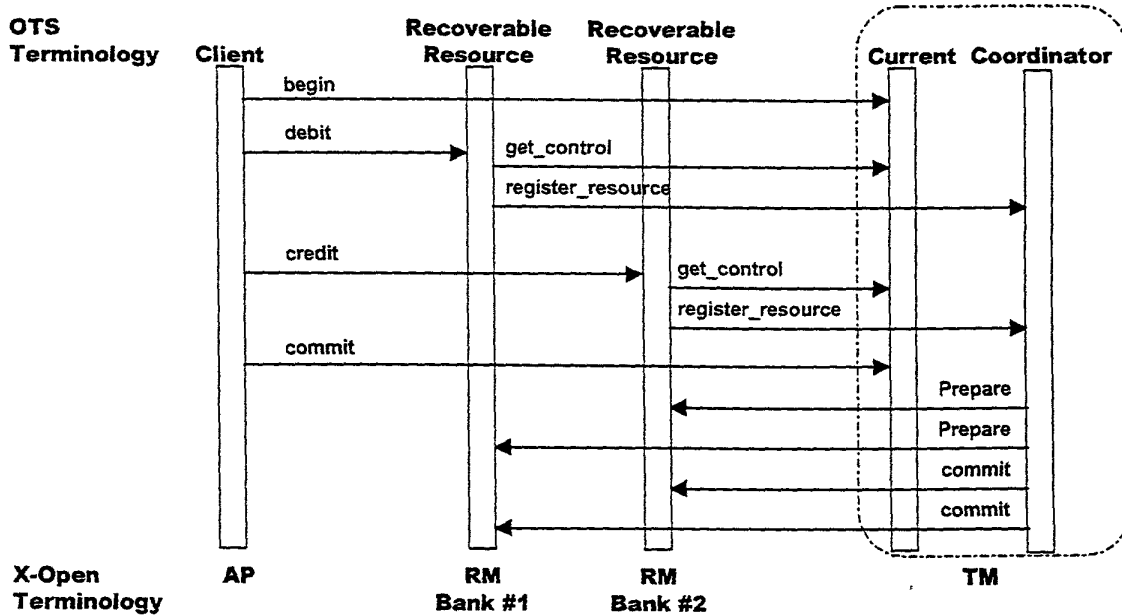 OTS
Terminology
Client
Recoverable
Resource
Recoverable
Resource
Current
Coordinator
begin
debit
get_control
register_resource
credit
get_control
register_resource
commit
Prepare
Prepare
commit
commit
X-Open
Terminology
AP
RM
Bank #1
RM
Bank #2
TM